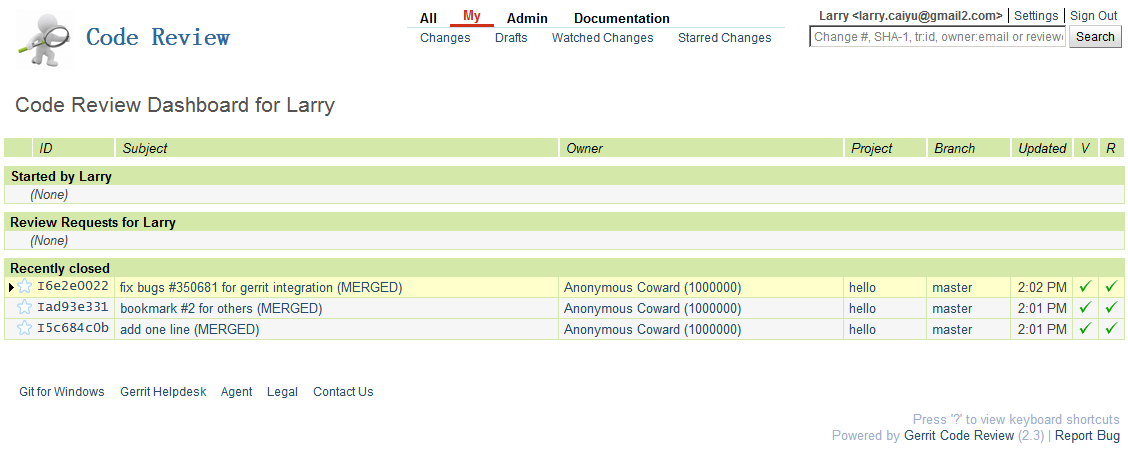 Code Review
All My Admin Documentation
Changes Drafts Watched Changes Starred Changes
Larry <larry.caiyu@gmail2.com> | Settings | Sign Out
Change #, SHA-1, tr:id, owner:email or reviewe Search
Code Review Dashboard for Larry
ID Subject Owner Project Branch Updated V R
Started by Larry
(None)
Review Requests for Larry
(None)
Recently closed
I6e2e0022 fix bugs #350681 for gerrit integration (MERGED) Anonymous Coward (1000000) hello master 2:02 PM ✓ ✓
Iad93e331 bookmark #2 for others (MERGED) Anonymous Coward (1000000) hello master 2:01 PM ✓ ✓
I5c684c0b add one line (MERGED) Anonymous Coward (1000000) hello master 2:01 PM ✓ ✓
Git for Windows Gerrit Helpdesk Agent Legal Contact Us
Press '?' to view keyboard shortcuts
Powered by Gerrit Code Review (2.3) | Report Bug